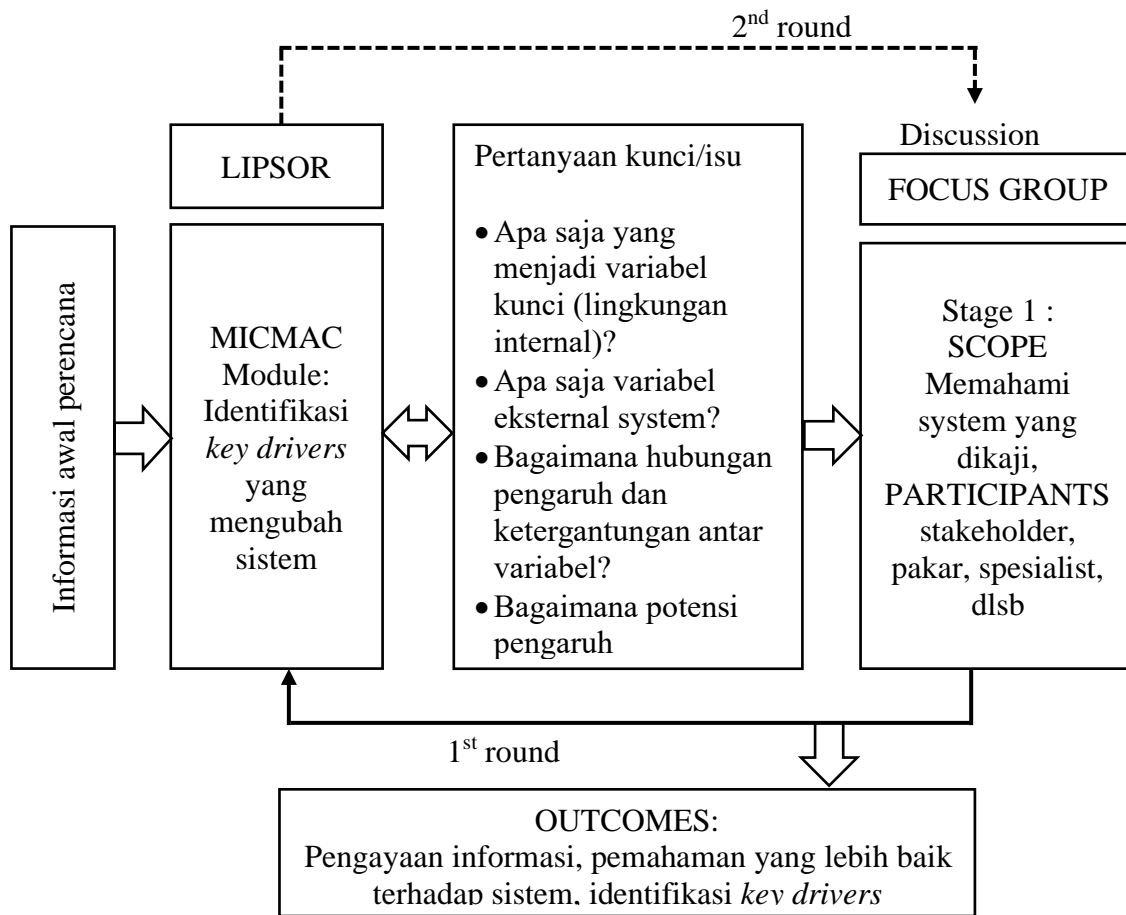 2nd round
LIPSOR
Pertanyaan kunci/isu
Discussion
FOCUS GROUP
Informasi awal perencana
MICMAC
Module:
Identifikasi
key drivers
yang
mengubah
sistem
• Apa saja yang
menjadi variabel
kunci (lingkungan
internal)?
• Apa saja variabel
eksternal system?
• Bagaimana hubungan
pengaruh dan
ketergantungan antar
variabel?
• Bagaimana potensi
pengaruh
Stage 1 :
SCOPE
Memahami
system yang
dikaji,
PARTICIPANTS
stakeholder,
pakar, spesialist,
dlsb
1st round
OUTCOMES:
Pengayaan informasi, pemahaman yang lebih baik
terhadap sistem, identifikasi key drivers